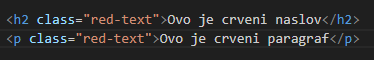 <h2 class="red-text">Ovo je crveni naslov</h2>
<p class="red-text">Ovo je crveni paragraf</p>